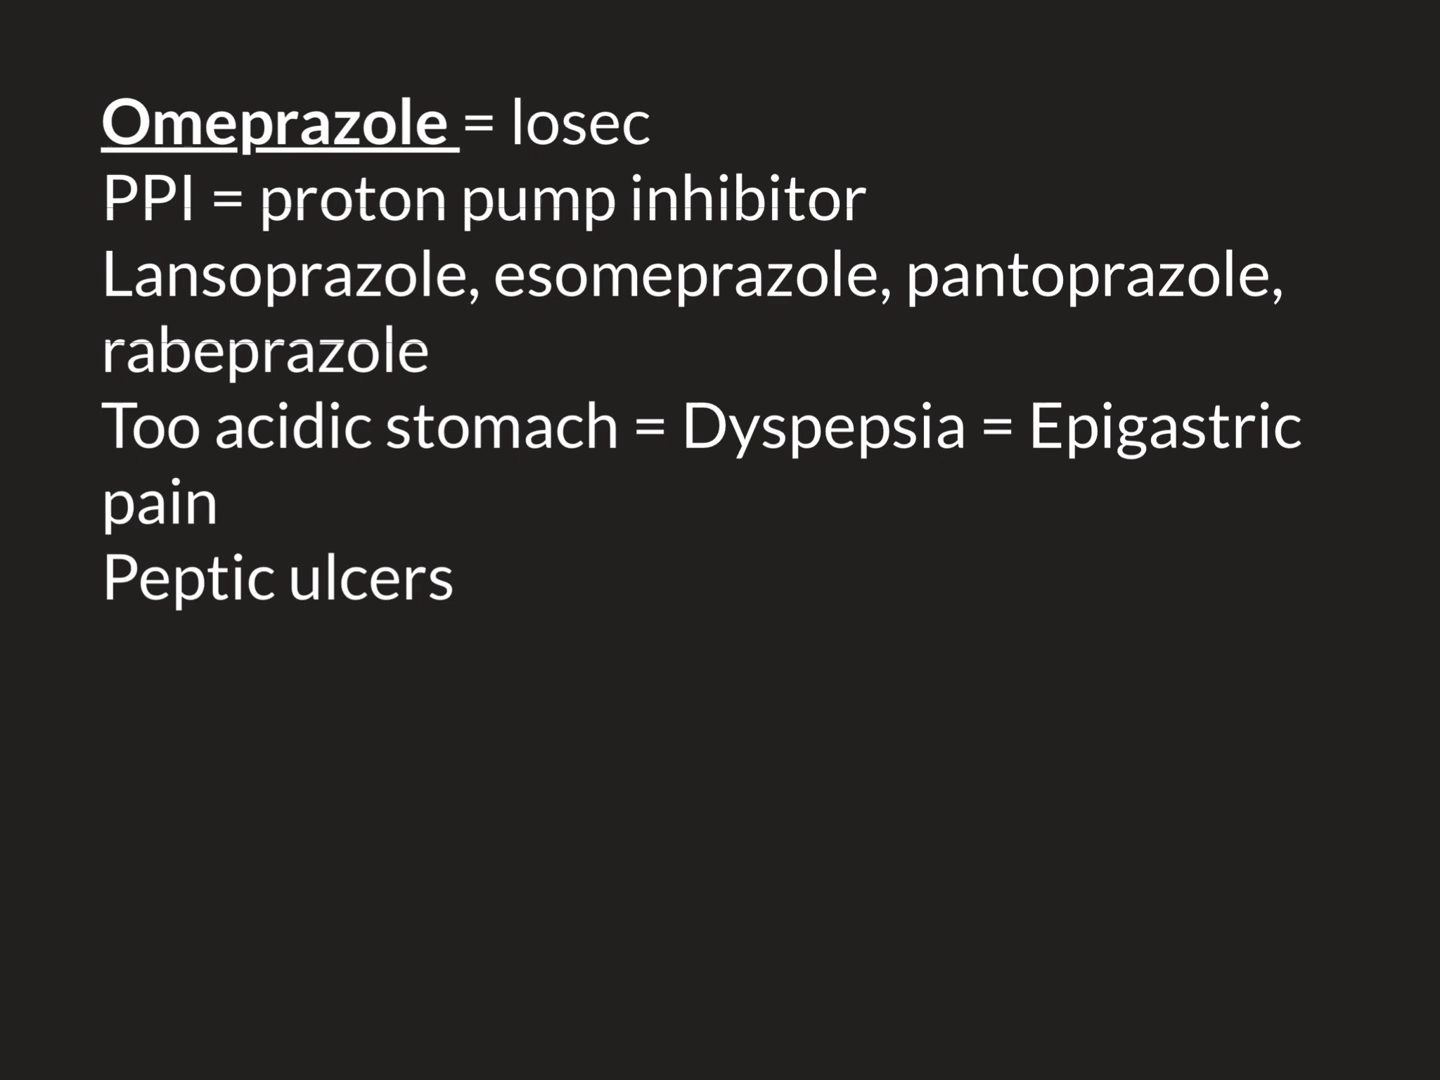 Omeprazole = losec
PPI = proton pump inhibitor
Lansoprazole, esomeprazole, pantoprazole,
rabeprazole
Too acidic stomach = Dyspepsia = Epigastric
pain
Peptic ulcers